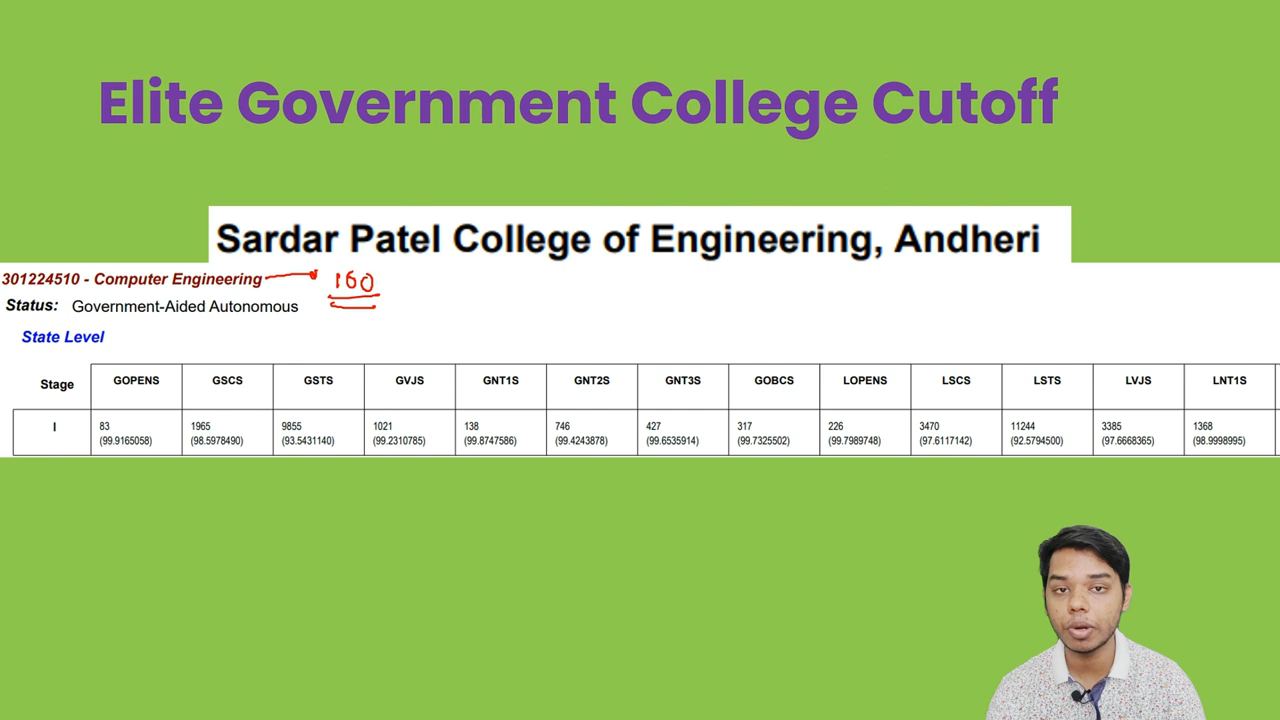 Elite Government College Cutoff
Sardar Patel College of Engineering, Andheri
301224510 - Computer Engineering 160
Status: Government-Aided Autonomous
State Level
Stage GOPENS GSCS GSTS GVJS GNT1S GNT2S GNT3S GOBCS LOPENS LSCS LSTS LVJS LNT1S
I 83 1965 9855 1021 138 746 427 317 226 3470 11244 3385 1368
(99.9165058) (98.5978490) (93.5431140) (99.2310785) (99.8747586) (99.4243878) (99.6535914) (99.7325502) (99.7989748) (97.6117142) (92.5794500) (97.6668365) (98.9998995)